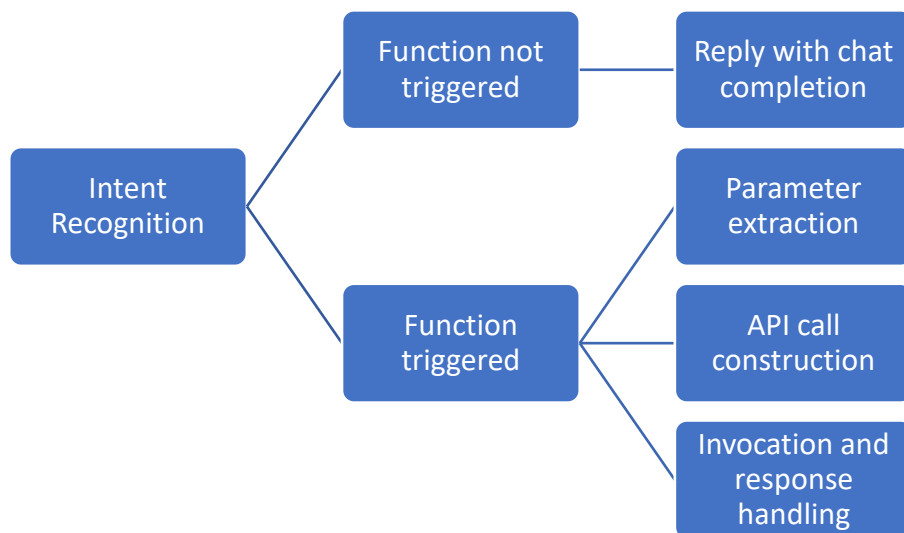 Intent
Recognition
Function not
triggered
Reply with chat
completion
Function
triggered
Parameter
extraction
API call
construction
Invocation and
response
handling